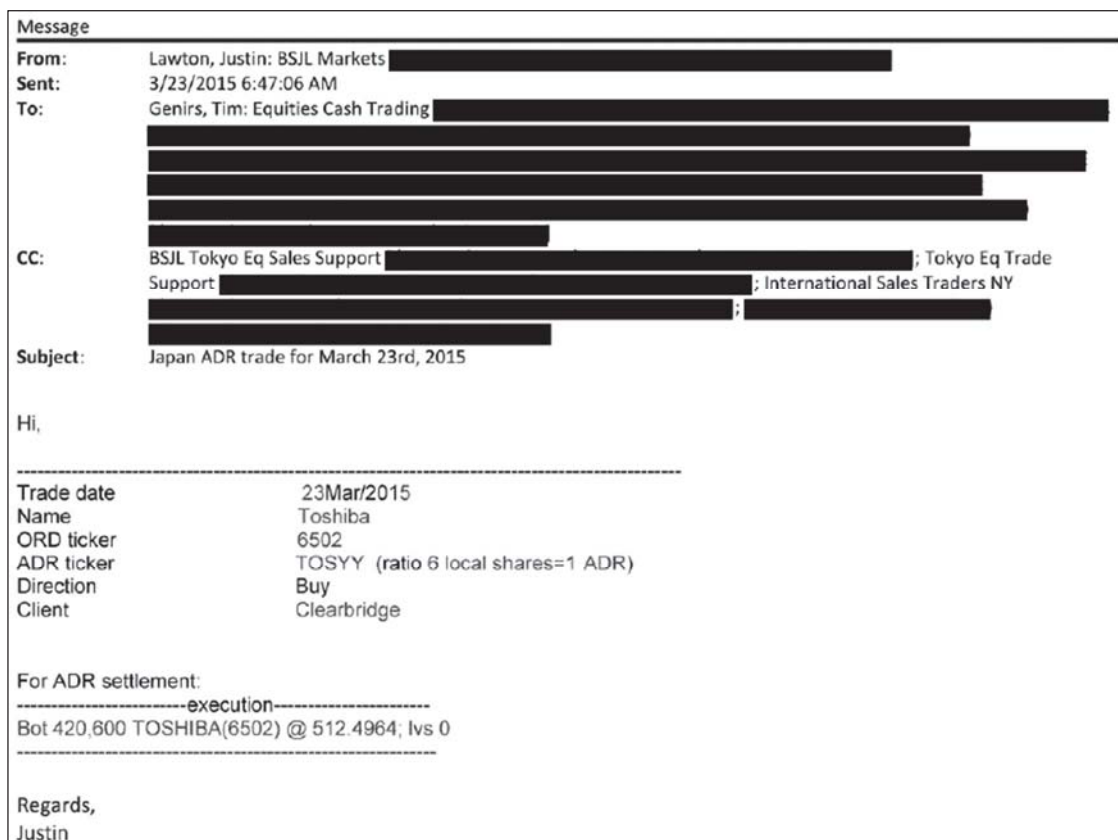 Message
From: Lawton, Justin: BSJL Markets
Sent: 3/23/2015 6:47:06 AM
To: Genirs, Tim: Equities Cash Trading
CC: BSJL Tokyo Eq Sales Support ; Tokyo Eq Trade
Support ; International Sales Traders NY
;
Subject: Japan ADR trade for March 23rd, 2015
Hi,
--------------------------------------------------------------------------------------------------
Trade date 23Mar/2015
Name Toshiba
ORD ticker 6502
ADR ticker TOSYY (ratio 6 local shares=1 ADR)
Direction Buy
Client Clearbridge
For ADR settlement:
-------------------------execution-----------------------
Bot 420,600 TOSHIBA(6502) @ 512.4964; lvs 0
--------------------------------------------------------------
Regards,
Justin